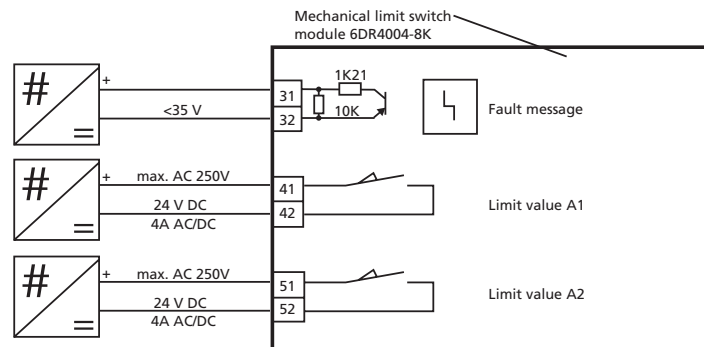 Mechanical limit switch
module 6DR4004-8K
# + 31 1K21
Fault message
= <35 V 32 10K
# + max. AC 250V 41
24 V DC 42 Limit value A1
= 4A AC/DC
# + max. AC 250V 51
24 V DC 52 Limit value A2
= 4A AC/DC